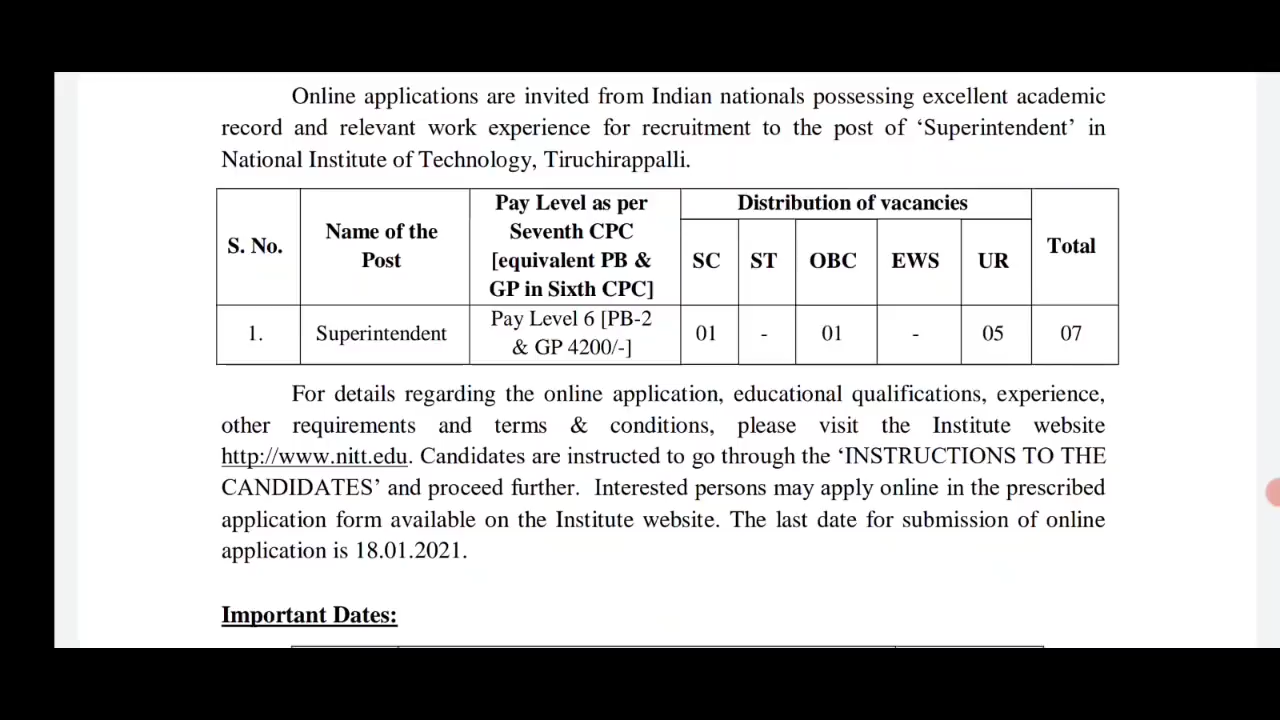 Online applications are invited from Indian nationals possessing excellent academic
record and relevant work experience for recruitment to the post of ‘Superintendent’ in
National Institute of Technology, Tiruchirappalli.
S. No.
Name of the
Post
Pay Level as per
Seventh CPC
[equivalent PB &
GP in Sixth CPC]
Distribution of vacancies
SC ST OBC EWS UR
Total
1. Superintendent
Pay Level 6 [PB-2
& GP 4200/-]
01 - 01 - 05 07
For details regarding the online application, educational qualifications, experience,
other requirements and terms & conditions, please visit the Institute website
http://www.nitt.edu. Candidates are instructed to go through the ‘INSTRUCTIONS TO THE
CANDIDATES’ and proceed further. Interested persons may apply online in the prescribed
application form available on the Institute website. The last date for submission of online
application is 18.01.2021.
Important Dates: